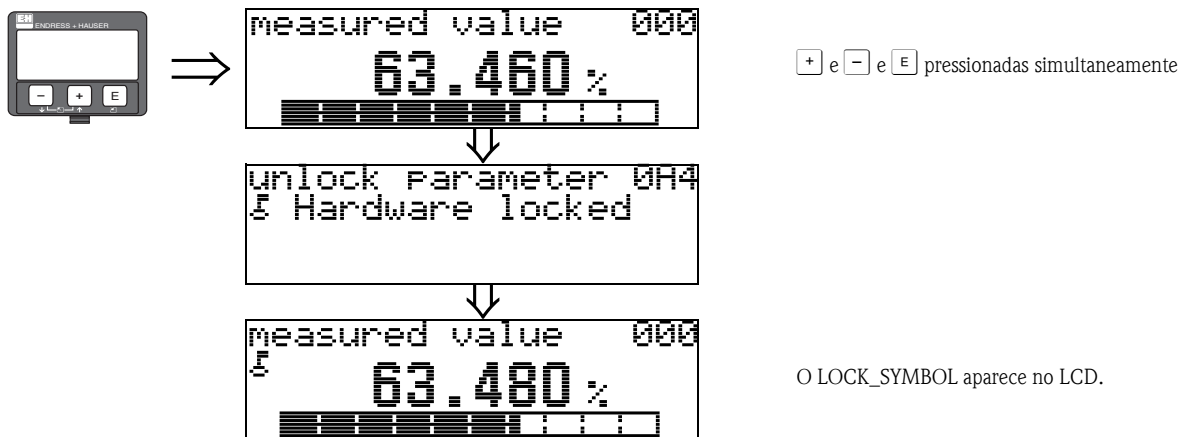 E+H ENDRESS + HAUSER
- + E
measured value 000
63.460 %
+ e - e E pressionadas simultaneamente
unlock parameter 0A4
Hardware locked
measured value 000
63.480 %
O LOCK_SYMBOL aparece no LCD.